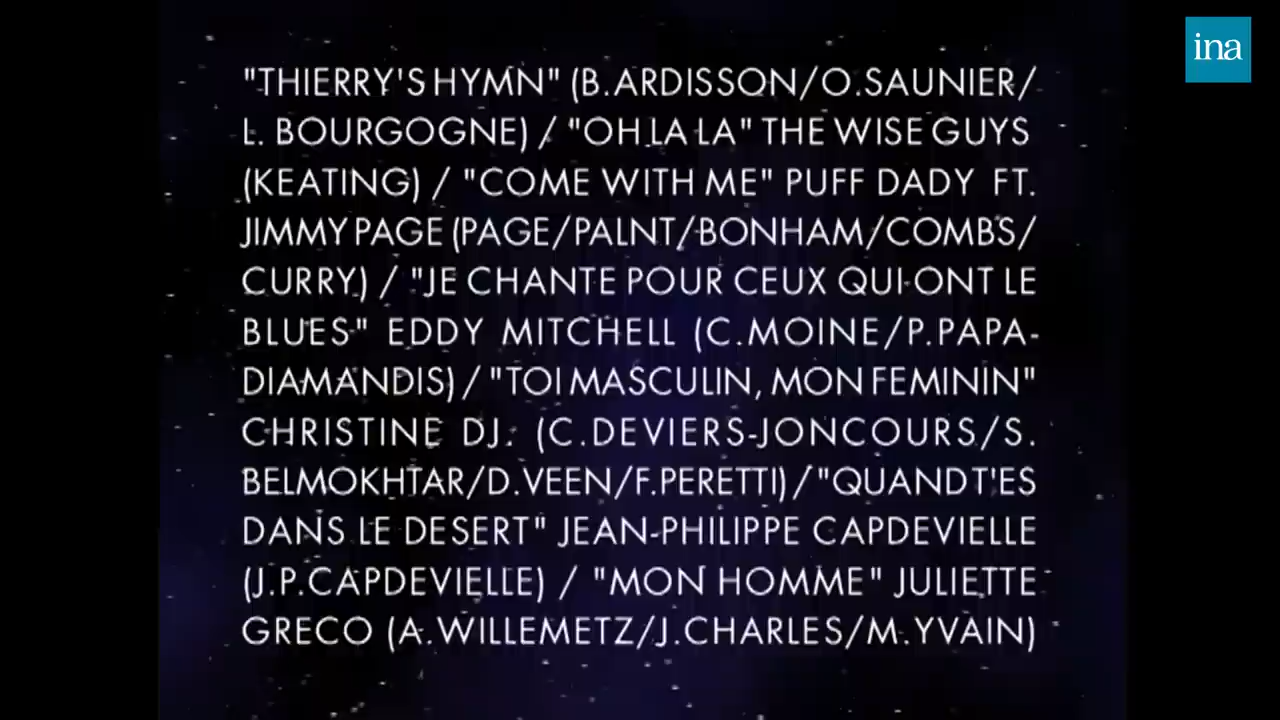 ina
"THIERRY'S HYMN" (B.ARDISSON/O.SAUNIER/
L. BOURGOGNE) / "OH LA LA" THE WISE GUYS
(KEATING) / "COME WITH ME" PUFF DADY FT.
JIMMY PAGE (PAGE/PALNT/BONHAM/COMBS/
CURRY) / "JE CHANTE POUR CEUX QUI ONT LE
BLUES" EDDY MITCHELL (C.MOINE/P.PAPA-
DIAMANDIS) / "TOI MASCULIN, MON FEMININ"
CHRISTINE DJ. (C.DEVIERS-JONCOURS/S.
BELMOKHTAR/D.VEEN/F.PERETTI) / "QUAND T'ES
DANS LE DESERT" JEAN-PHILIPPE CAPDEVIELLE
(J.P.CAPDEVIELLE) / "MON HOMME" JULIETTE
GRECO (A.WILLEMETZ/J.CHARLES/M.YVAIN)